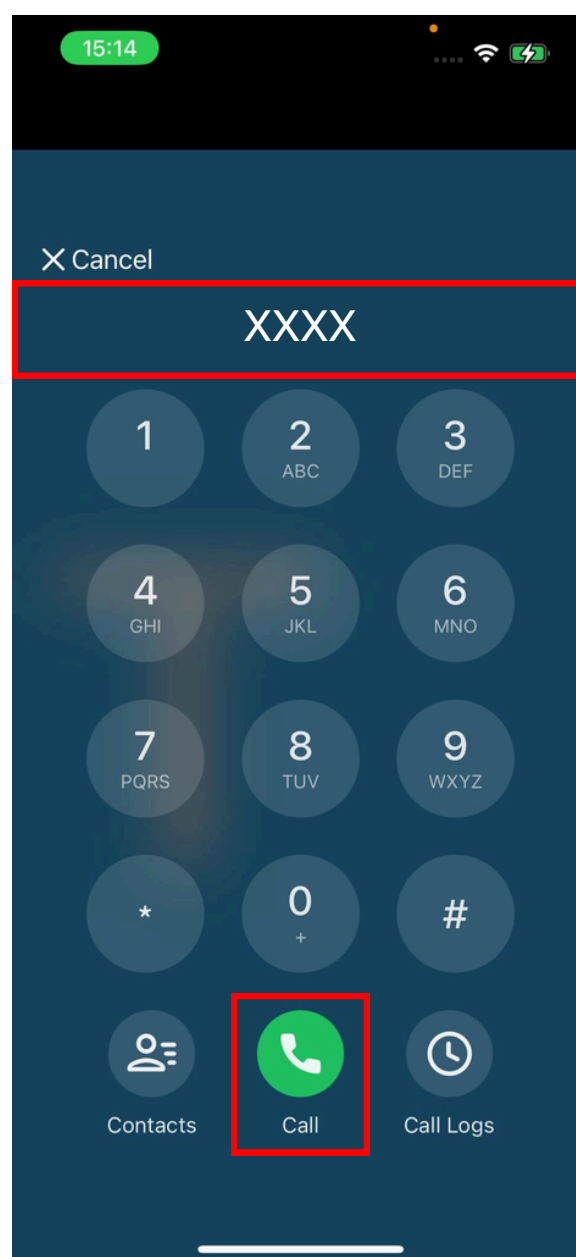 15:14
Cancel
XXXX
1 2 3
ABC DEF
4 5 6
GHI JKL MNO
7 8 9
PQRS TUV WXYZ
* 0 #
+
Contacts Call Call Logs